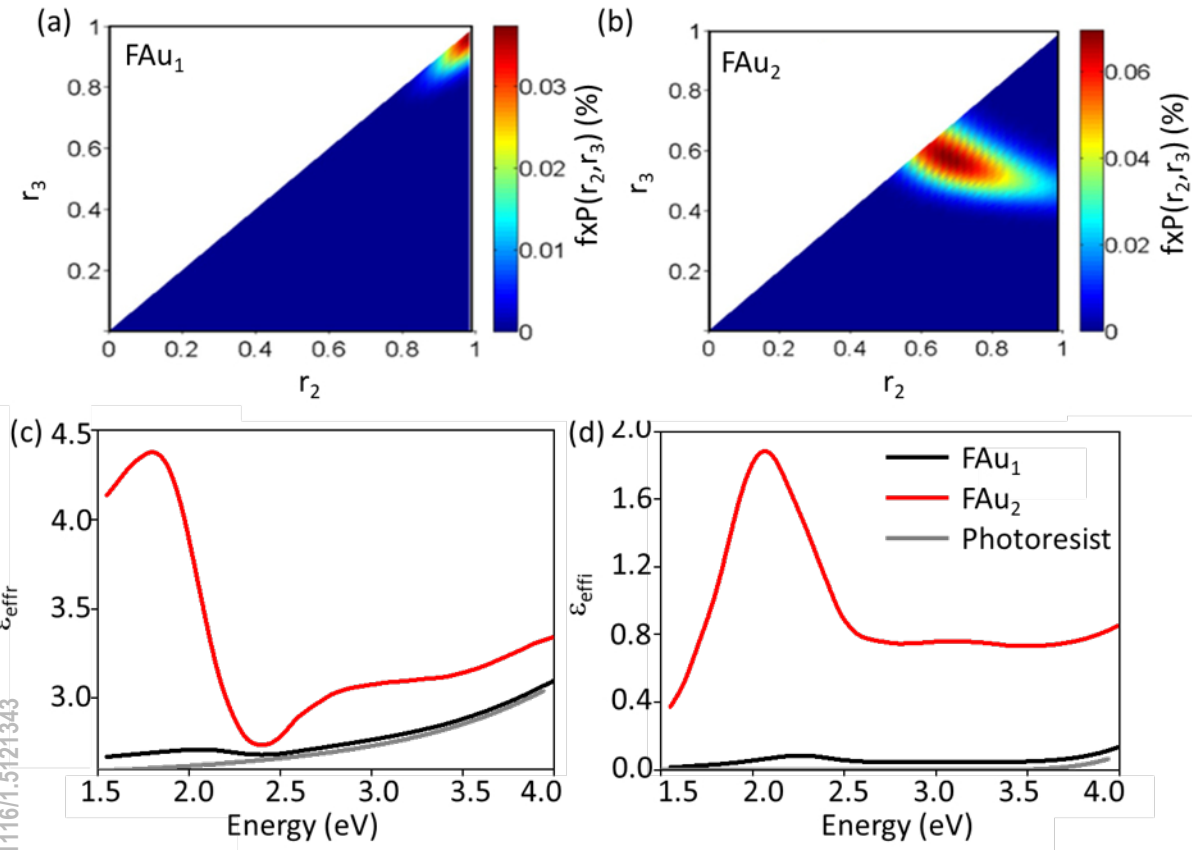 (a)
1
0.8
0.6
0.4
0.2
0 0.2 0.4 0.6 0.8 1
r3
r2
FAu1
0.03
0.02
0.01
0
fxP(r2,r3) (%)
(b)
1
0.8
0.6
0.4
0.2
0 0.2 0.4 0.6 0.8 1
r3
r2
FAu2
0.06
0.04
0.02
0
fxP(r2,r3) (%)
(c)
4.5
4.0
3.5
3.0
1.5 2.0 2.5 3.0 3.5 4.0
εeffr
Energy (eV)
(d)
2.0
1.6
1.2
0.8
0.4
0.0
1.5 2.0 2.5 3.0 3.5 4.0
εeffi
Energy (eV)
FAu1
FAu2
Photoresist
1116/1.5121343